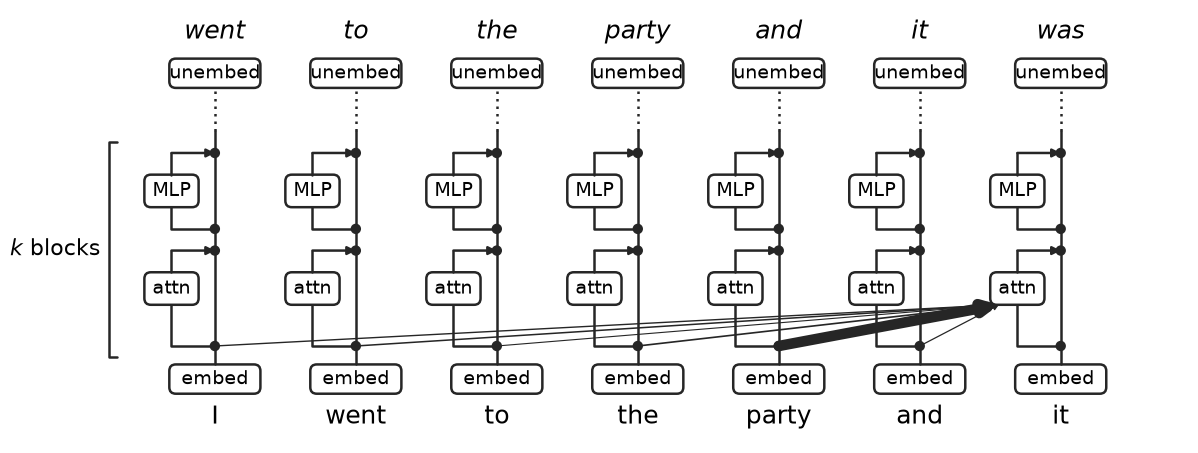 went to the party and it was
unembed unembed unembed unembed unembed unembed unembed
MLP MLP MLP MLP MLP MLP MLP
k blocks
attn attn attn attn attn attn attn
embed embed embed embed embed embed embed
I went to the party and it